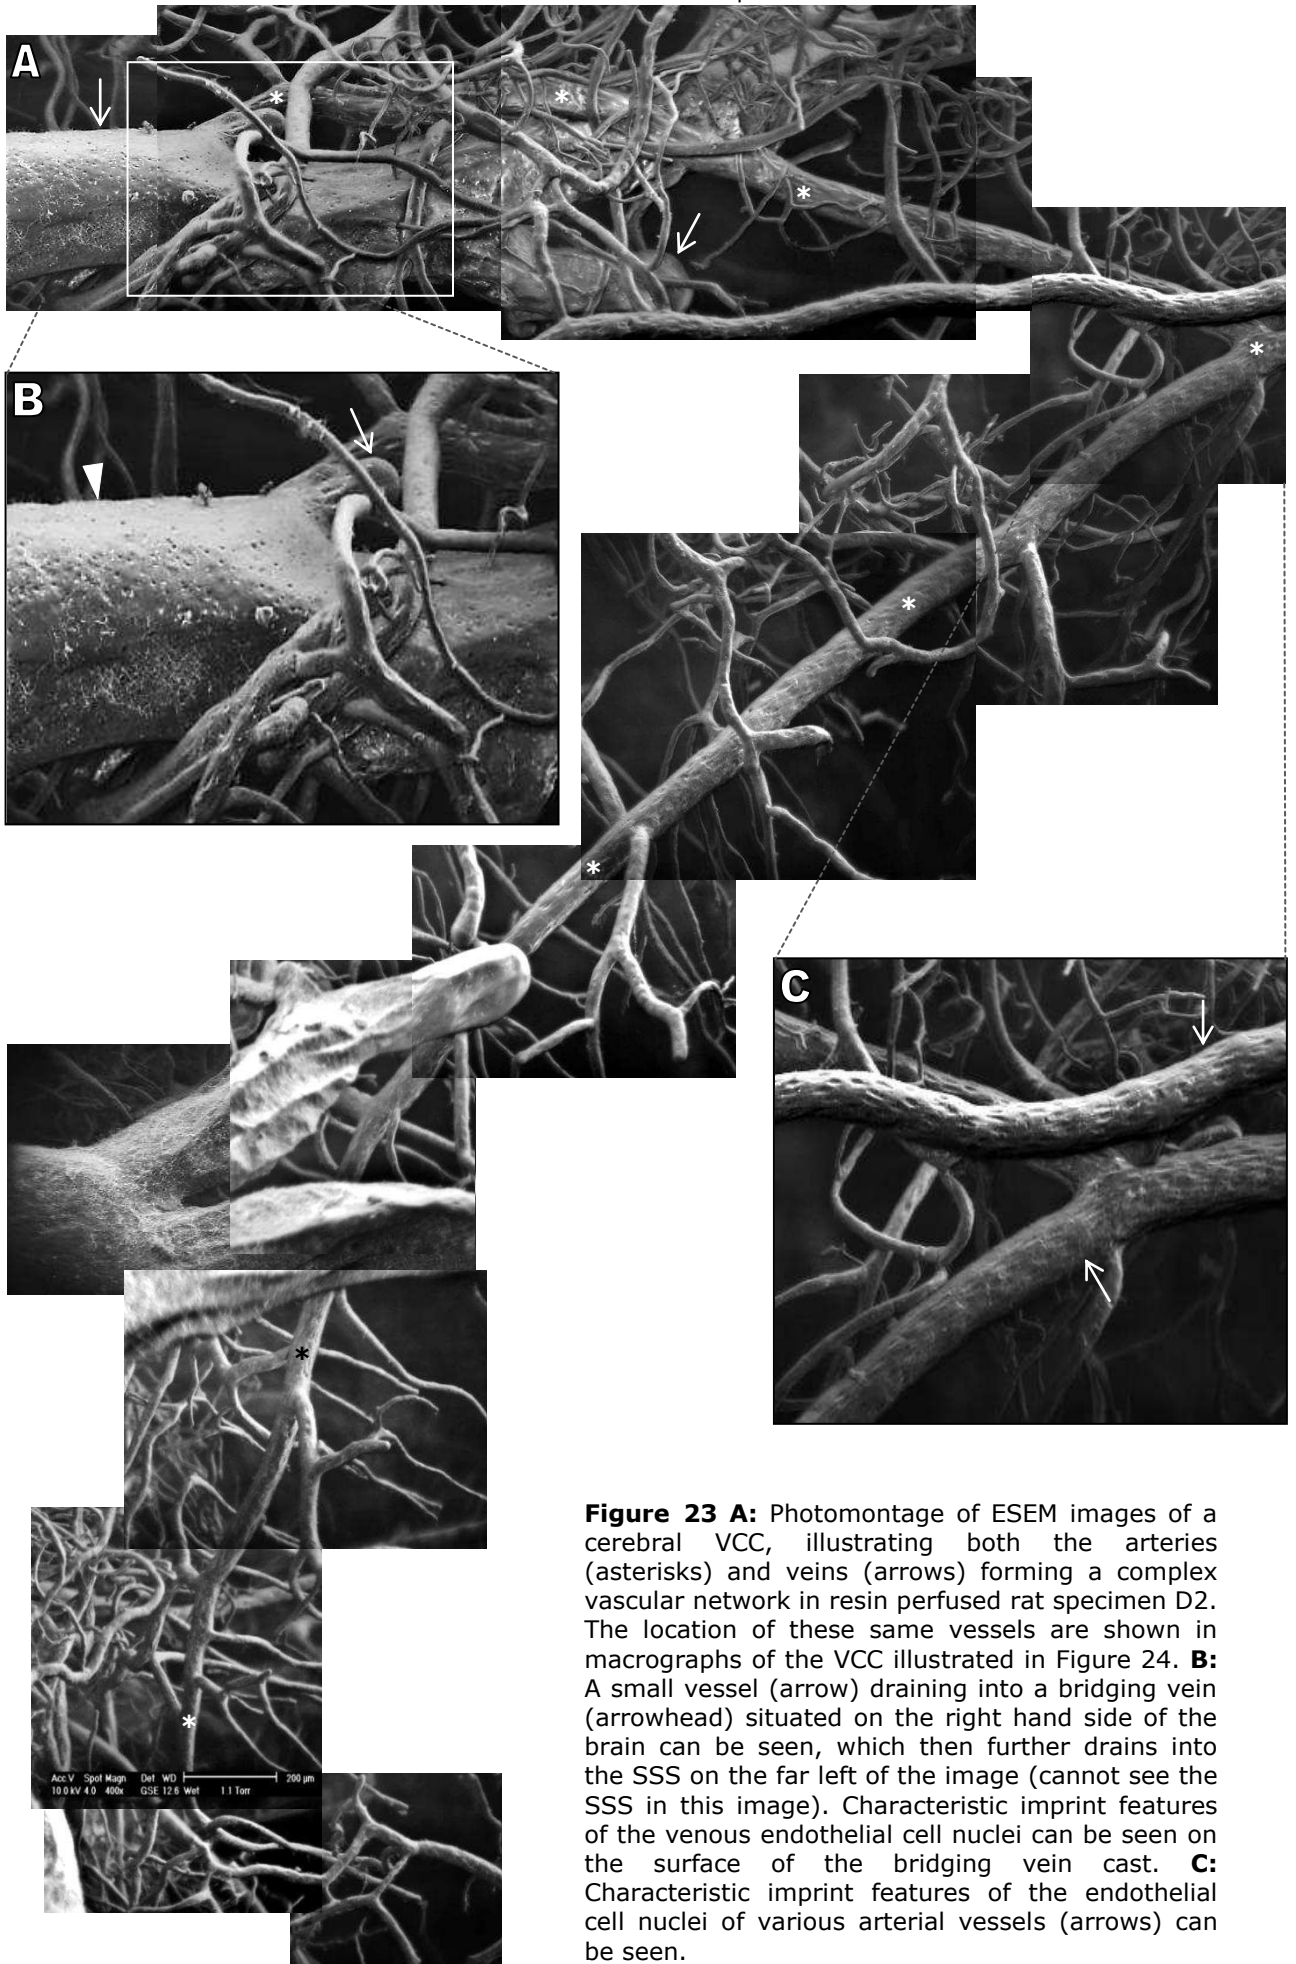 A
B
C
Acc.V Spot Magn Det WD 200 µm
10.0 kV 4.0 400x GSE 12.6 Wet 1.1 Torr
Figure 23 A: Photomontage of ESEM images of a
cerebral VCC, illustrating both the arteries
(asterisks) and veins (arrows) forming a complex
vascular network in resin perfused rat specimen D2.
The location of these same vessels are shown in
macrographs of the VCC illustrated in Figure 24. B:
A small vessel (arrow) draining into a bridging vein
(arrowhead) situated on the right hand side of the
brain can be seen, which then further drains into
the SSS on the far left of the image (cannot see the
SSS in this image). Characteristic imprint features
of the venous endothelial cell nuclei can be seen on
the surface of the bridging vein cast. C:
Characteristic imprint features of the endothelial
cell nuclei of various arterial vessels (arrows) can
be seen.